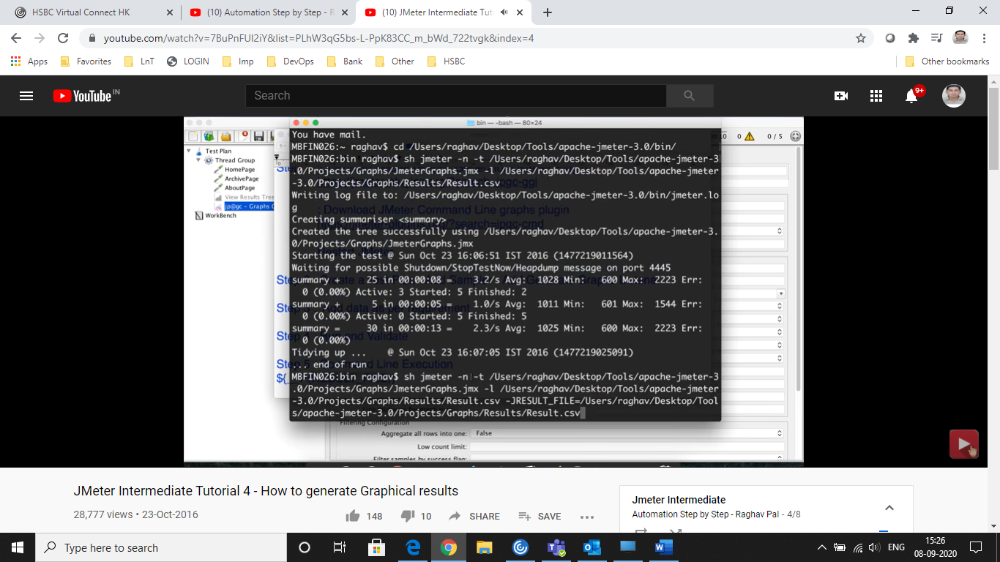 HSBC Virtual Connect HK
(10) Automation Step by Step - R
(10) JMeter Intermediate Tut
youtube.com/watch?v=7BuPnFUI2iY&list=PLhW3qG5bs-L-PpK83CC_m_bWd_722tvgk&index=4
Apps
Favorites
LnT
LOGIN
Imp
DevOps
Bank
Other
HSBC
Other bookmarks
YouTube IN
Search
9+
bin — -bash — 80×24
0 / 5
Test Plan
Thread Group
HomePage
ArchivePage
AboutPage
View Results Tree
jp@gc - Graphs G
WorkBench
You have mail.
MBFIN026:~ raghav$ cd /Users/raghav/Desktop/Tools/apache-jmeter-3.0/bin/
MBFIN026:bin raghav$ sh jmeter -n -t /Users/raghav/Desktop/Tools/apache-jmeter-3
.0/Projects/Graphs/JmeterGraphs.jmx -l /Users/raghav/Desktop/Tools/apache-jmeter
-3.0/Projects/Graphs/Results/Result.csv
Writing log file to: /Users/raghav/Desktop/Tools/apache-jmeter-3.0/bin/jmeter.lo
g
: Download JMeter Command Line graphs plugin
Creating summariser <summary>
Created the tree successfully using /Users/raghav/Desktop/Tools/apache-jmeter-3.
0/Projects/Graphs/JmeterGraphs.jmx
Starting the test @ Sun Oct 23 16:06:51 IST 2016 (1477219011564)
Waiting for possible Shutdown/StopTestNow/Heapdump message on port 4445
summary +     25 in 00:00:08 =    3.2/s Avg:  1028 Min:   600 Max:  2223 Err:
  0 (0.00%) Active: 3 Started: 5 Finished: 2
summary +      5 in 00:00:05 =    1.0/s Avg:  1011 Min:   601 Max:  1544 Err:
  0 (0.00%) Active: 0 Started: 5 Finished: 5
summary =     30 in 00:00:13 =    2.3/s Avg:  1025 Min:   600 Max:  2223 Err:
  0 (0.00%)
Tidying up ...    @ Sun Oct 23 16:07:05 IST 2016 (1477219025091)
... end of run
MBFIN026:bin raghav$ sh jmeter -n -t /Users/raghav/Desktop/Tools/apache-jmeter-3
.0/Projects/Graphs/JmeterGraphs.jmx -l /Users/raghav/Desktop/Tools/apache-jmeter
-3.0/Projects/Graphs/Results/Result.csv -JRESULT_FILE=/Users/raghav/Desktop/Tool
s/apache-jmeter-3.0/Projects/Graphs/Results/Result.csv
Filtering Configuration
Aggregate all rows into one: False
Low count limit:
Filter samples by success flag:
JMeter Intermediate Tutorial 4 - How to generate Graphical results
28,777 views • 23-Oct-2016
148
10
SHARE
SAVE
Jmeter Intermediate
Automation Step by Step - Raghav Pal - 4/8
Type here to search
ENG
15:26
08-09-2020